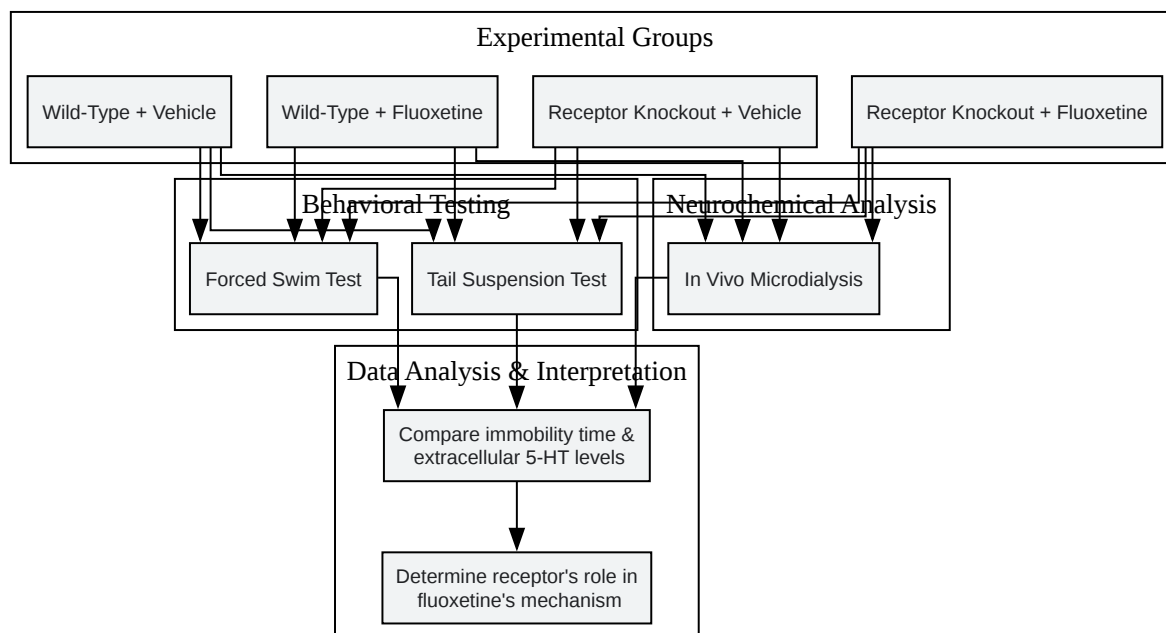 Experimental Groups
Wild-Type + Vehicle
Wild-Type + Fluoxetine
Receptor Knockout + Vehicle
Receptor Knockout + Fluoxetine
Behavioral Testing
Neurochemical Analysis
Forced Swim Test
Tail Suspension Test
In Vivo Microdialysis
Data Analysis & Interpretation
Compare immobility time &
extracellular 5-HT levels
Determine receptor's role in
fluoxetine's mechanism